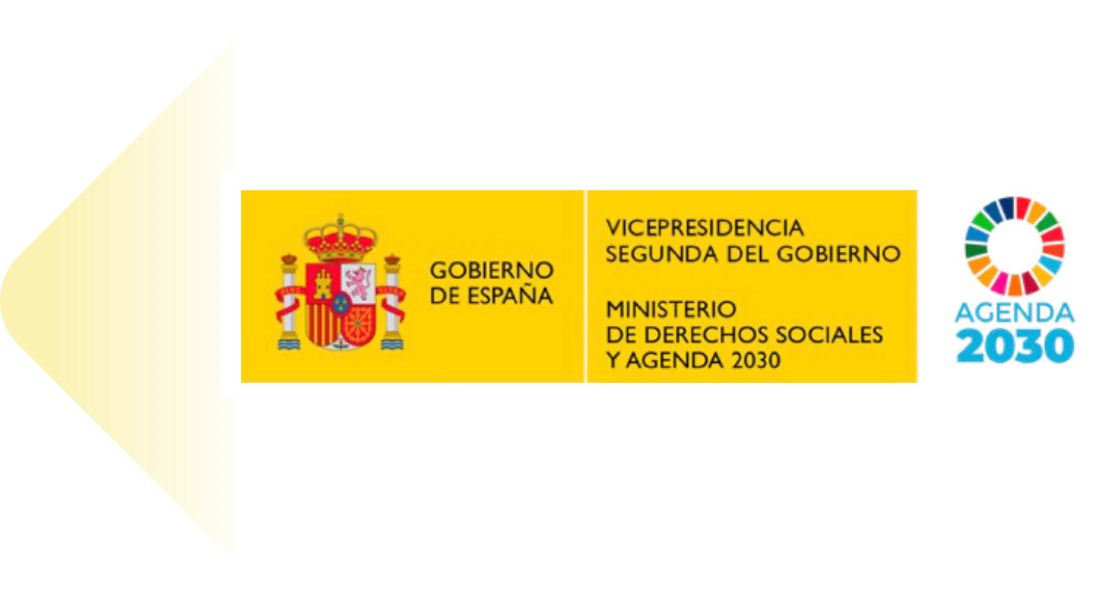 GOBIERNO
DE ESPAÑA
VICEPRESIDENCIA
SEGUNDA DEL GOBIERNO
MINISTERIO
DE DERECHOS SOCIALES
Y AGENDA 2030
AGENDA
2030